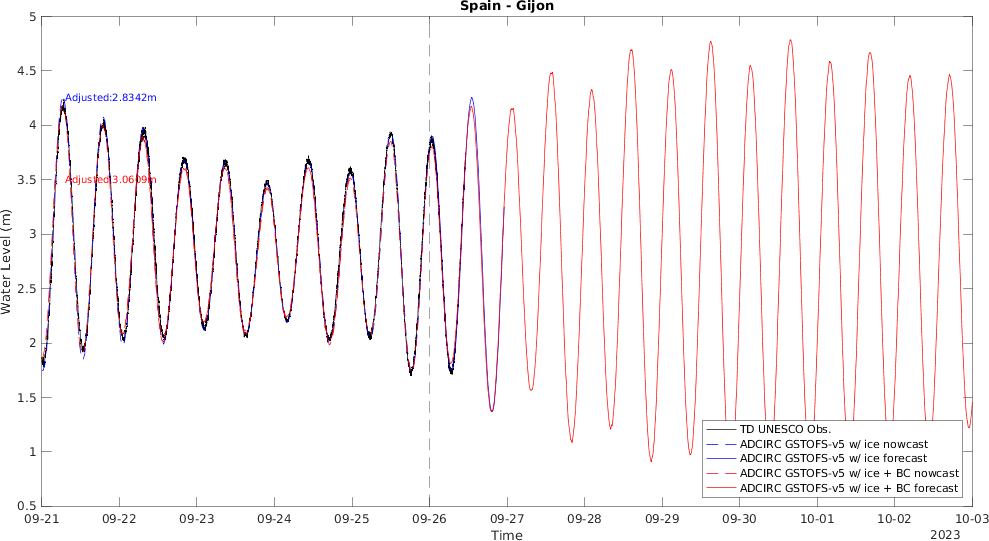 Spain - Gijon
5
4.5
4
3.5
3
2.5
2
1.5
1
0.5
Water Level (m)
Adjusted:2.8342m
Adjusted:3.0609m
TD UNESCO Obs.
ADCIRC GSTOFS-v5 w/ ice nowcast
ADCIRC GSTOFS-v5 w/ ice forecast
ADCIRC GSTOFS-v5 w/ ice + BC nowcast
ADCIRC GSTOFS-v5 w/ ice + BC forecast
09-21 09-22 09-23 09-24 09-25 09-26 09-27 09-28 09-29 09-30 10-01 10-02 10-03
Time
2023